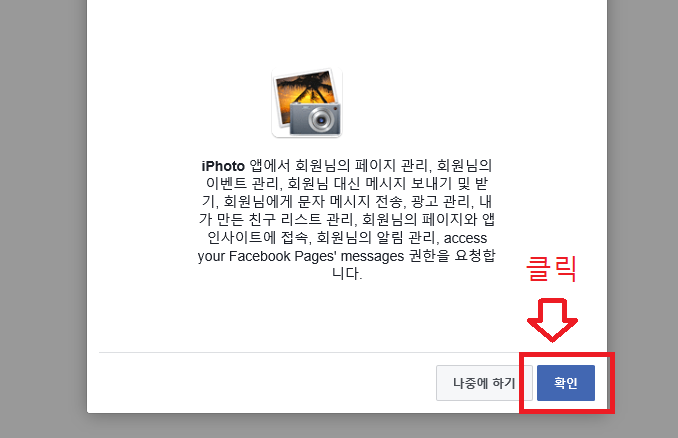 iPhoto 앱에서 회원님의 페이지 관리, 회원님의
이벤트 관리, 회원님 대신 메시지 보내기 및 받
기, 회원님에게 문자 메시지 전송, 광고 관리, 내
가 만든 친구 리스트 관리, 회원님의 페이지와 앱
인사이트에 접속, 회원님의 알림 관리, access
your Facebook Pages' messages 권한을 요청합
니다.
클릭
나중에 하기
확인